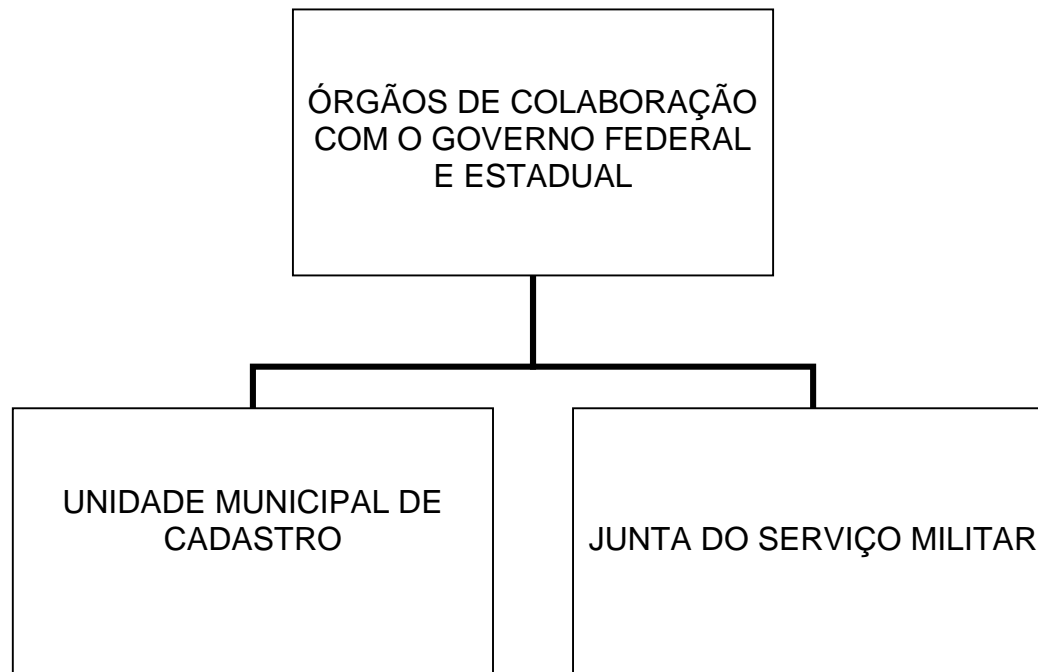 ÓRGÃOS DE COLABORAÇÃO
COM O GOVERNO FEDERAL
E ESTADUAL
UNIDADE MUNICIPAL DE
CADASTRO
JUNTA DO SERVIÇO MILITAR